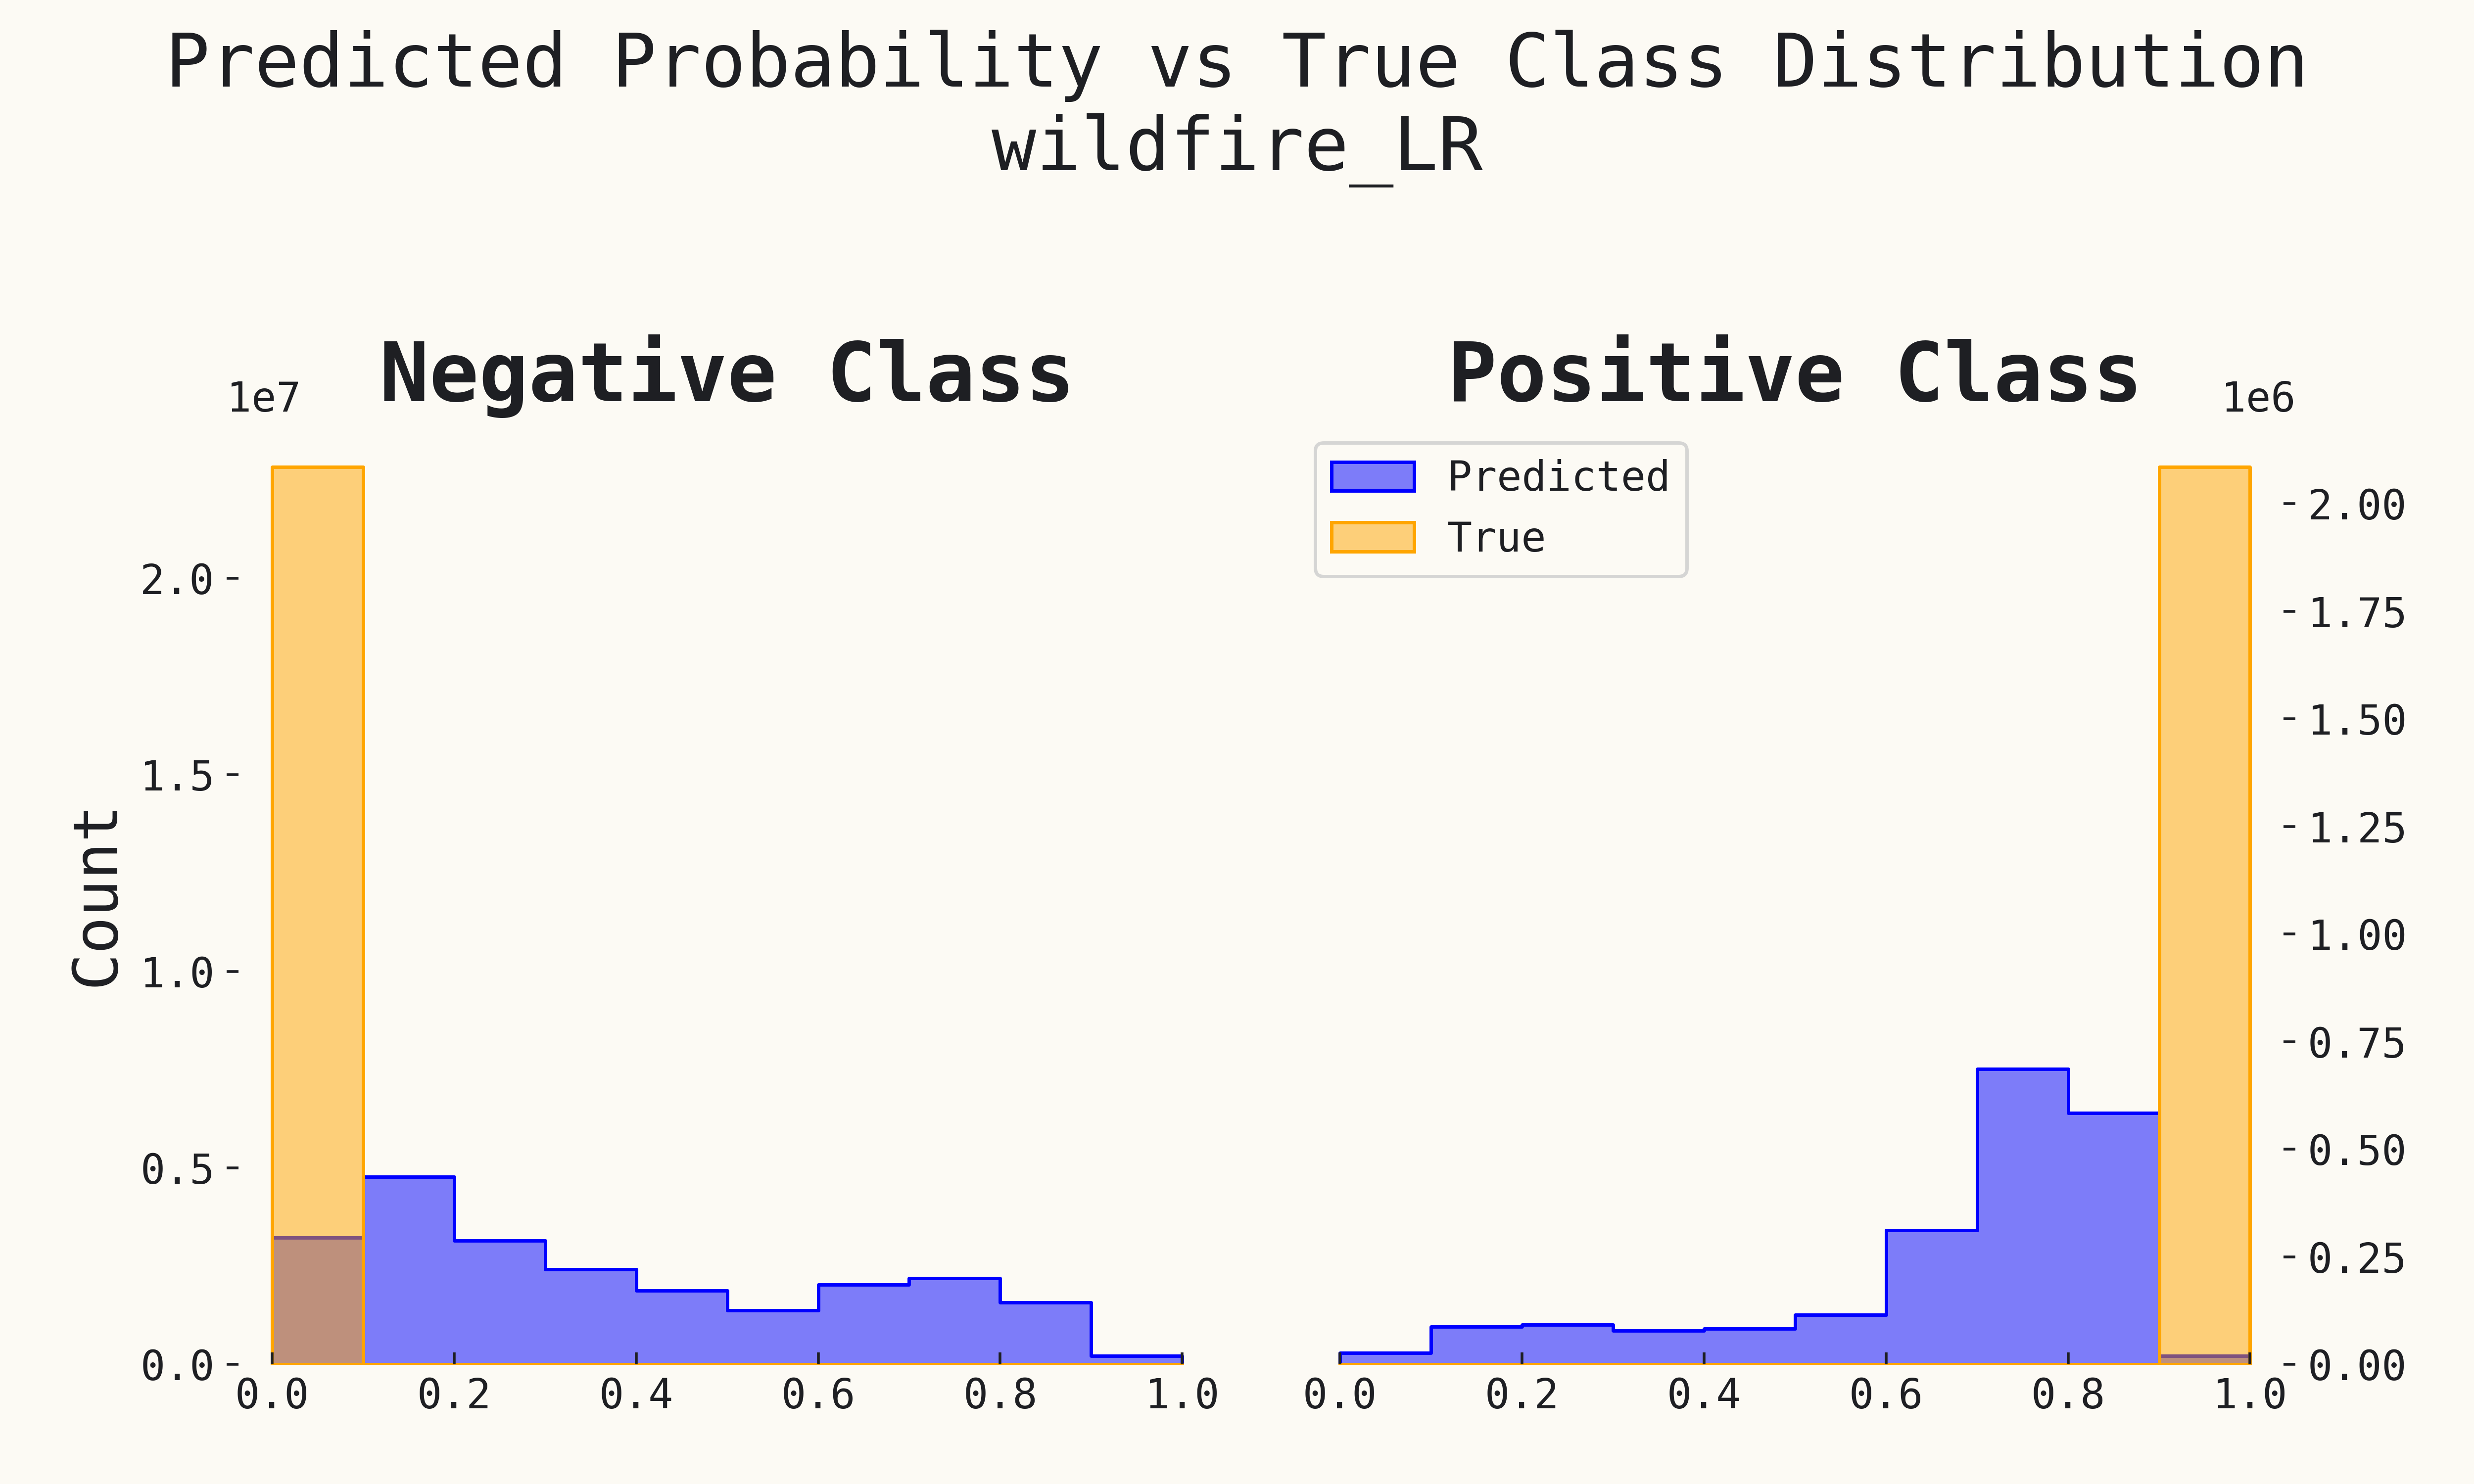 Predicted Probability vs True Class Distribution
wildfire_LR
Negative Class
Positive Class
1e7
1e6
Predicted
True
Count
2.0
1.5
1.0
0.5
0.0
0.0 0.2 0.4 0.6 0.8 1.0
0.0 0.2 0.4 0.6 0.8 1.0
2.00
1.75
1.50
1.25
1.00
0.75
0.50
0.25
0.00